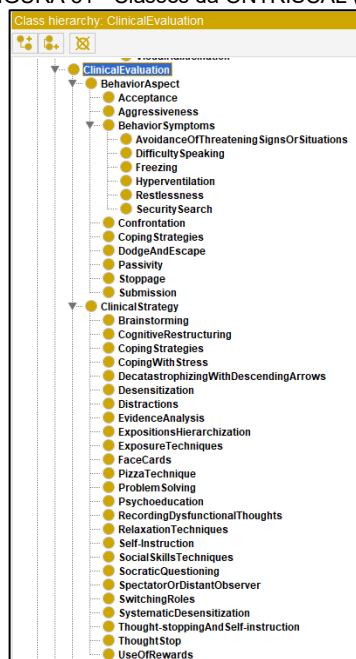 Class hierarchy: ClinicalEvaluation
ClinicalEvaluation
BehaviorAspect
Acceptance
Aggressiveness
BehaviorSymptoms
AvoidanceOfThreateningSignsOrSituations
DifficultySpeaking
Freezing
Hyperventilation
Restlessness
SecuritySearch
Confrontation
CopingStrategies
DodgeAndEscape
Passivity
Stoppage
Submission
ClinicalStrategy
Brainstorming
CognitiveRestructuring
CopingStrategies
CopingWithStress
DecatastrophizingWithDescendingArrows
Desensitization
Distractions
EvidenceAnalysis
ExpositionsHierarchization
ExposureTechniques
FaceCards
PizzaTechnique
ProblemSolving
Psychoeducation
RecordingDysfunctionalThoughts
RelaxationTechniques
Self-Instruction
SocialSkillsTechniques
SocraticQuestioning
SpectatorOrDistantObserver
SwitchingRoles
SystematicDesensitization
Thought-stoppingAndSelf-instruction
ThoughtStop
UseOfRewards